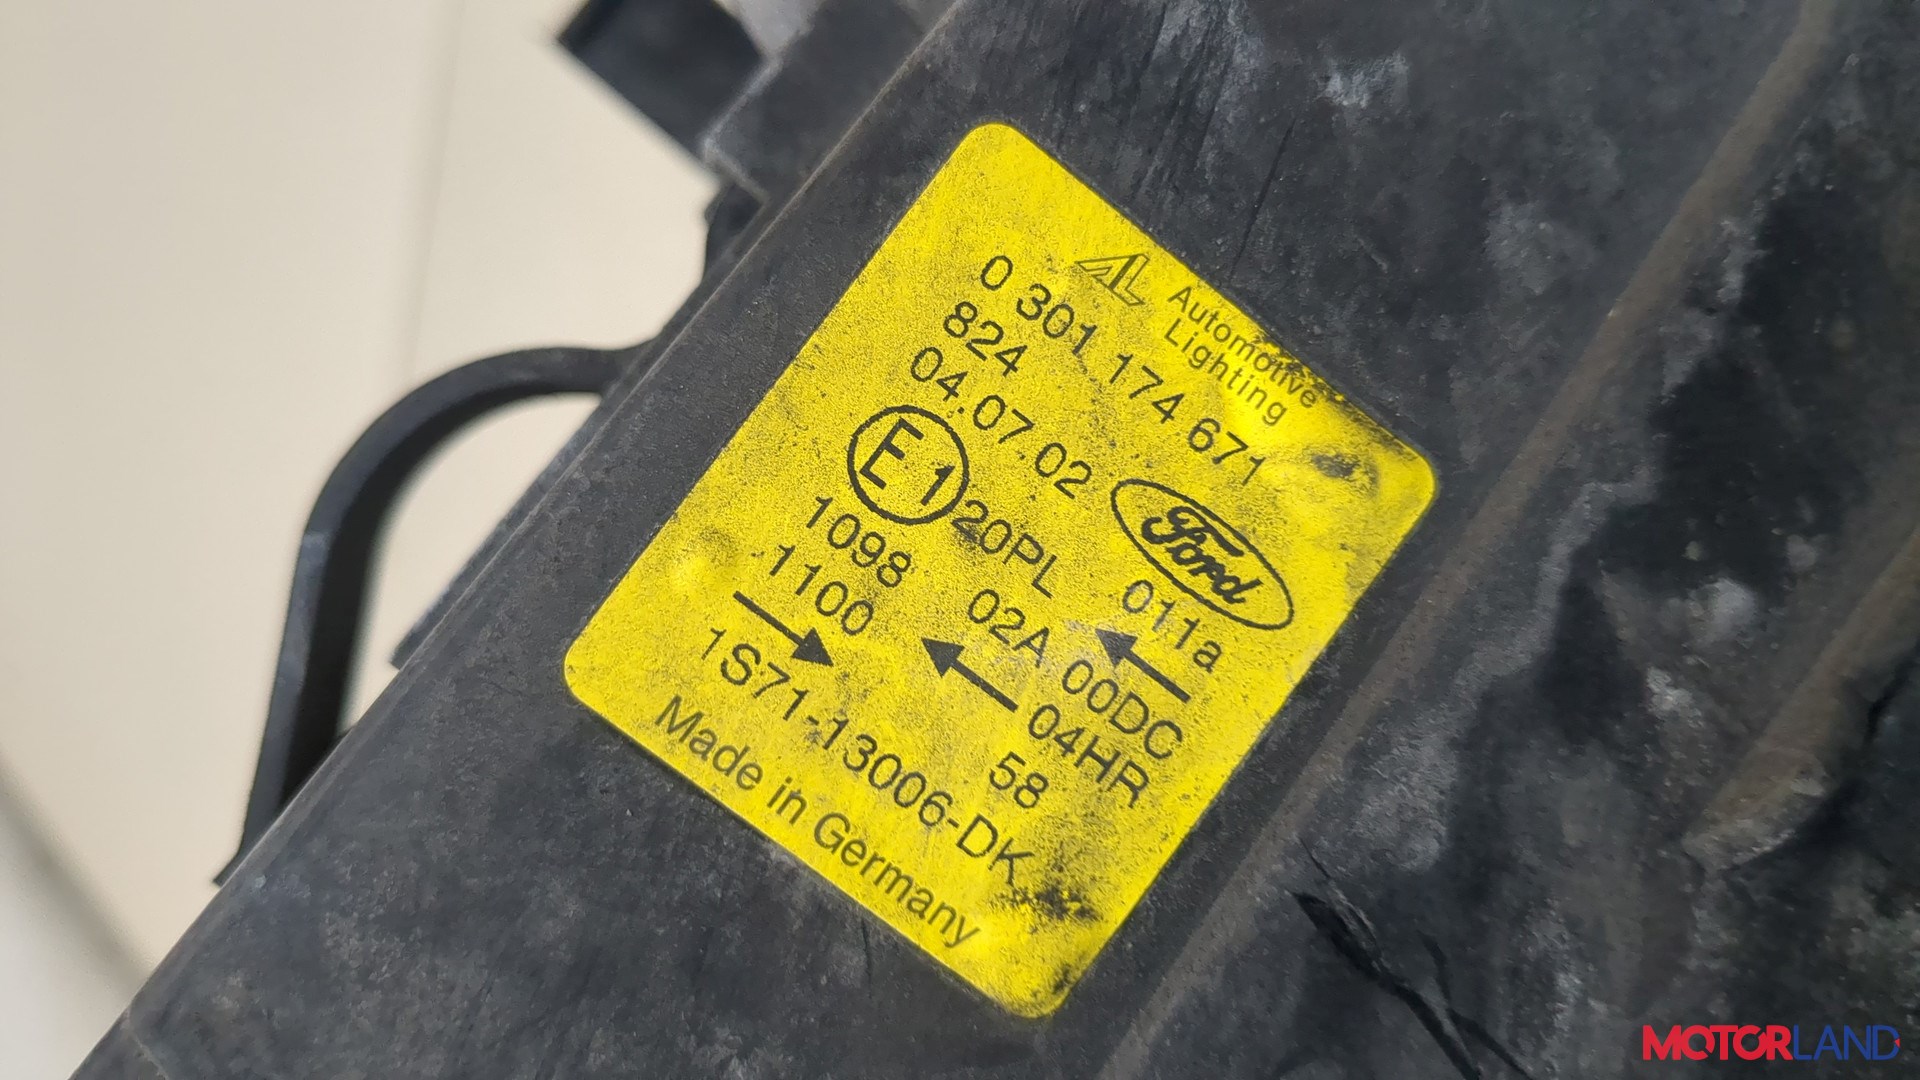 AL Automotive
Lighting
0 301 174 671
824
04.07.02
Ford
E1 20PL 011a
1098 02A 00DC
1100 04HR
58
1S71-13006-DK
Made in Germany
MOTORLAND